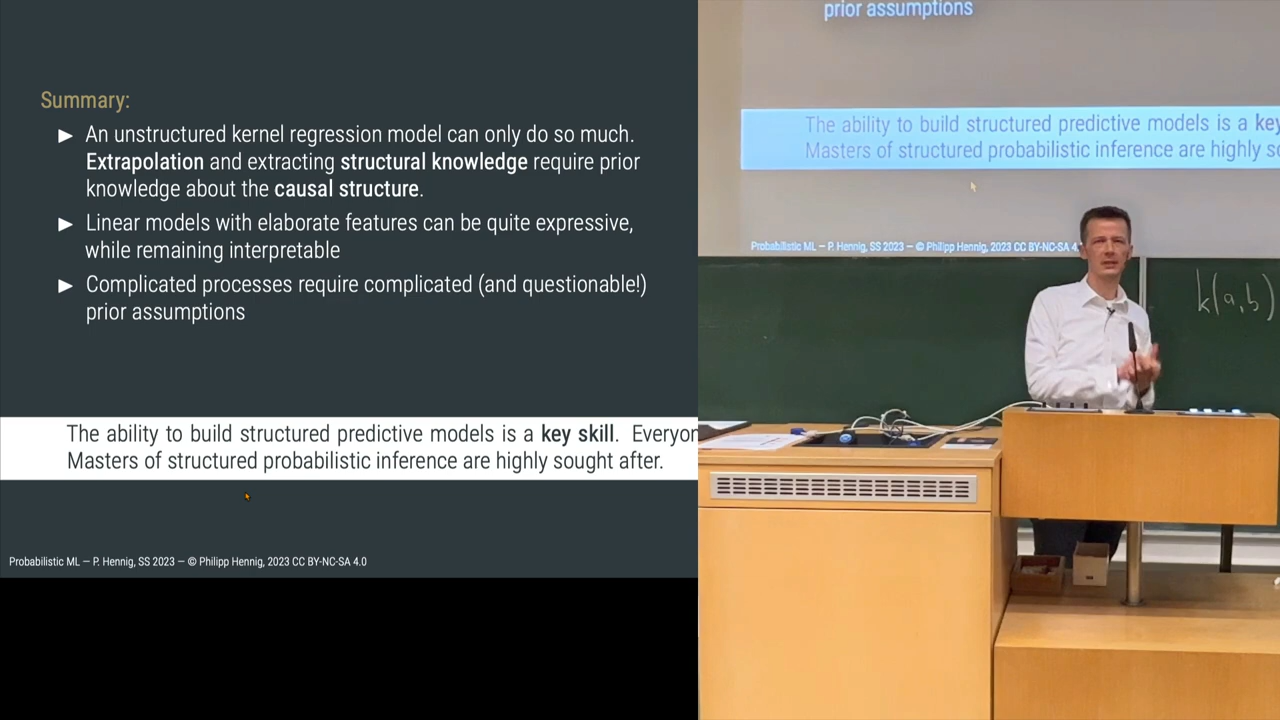 Summary:
► An unstructured kernel regression model can only do so much.
Extrapolation and extracting structural knowledge require prior
knowledge about the causal structure.
► Linear models with elaborate features can be quite expressive,
while remaining interpretable
► Complicated processes require complicated (and questionable!)
prior assumptions
The ability to build structured predictive models is a key skill. Everyon
Masters of structured probabilistic inference are highly sought after.
Probabilistic ML — P. Hennig, SS 2023 — © Philipp Hennig, 2023 CC BY-NC-SA 4.0
prior assumptions
The ability to build structured predictive models is a key
Masters of structured probabilistic inference are highly so
Probabilistic ML — P. Hennig, SS 2023 — © Philipp Hennig, 2023 CC BY-NC-SA 4.
k(a,b)